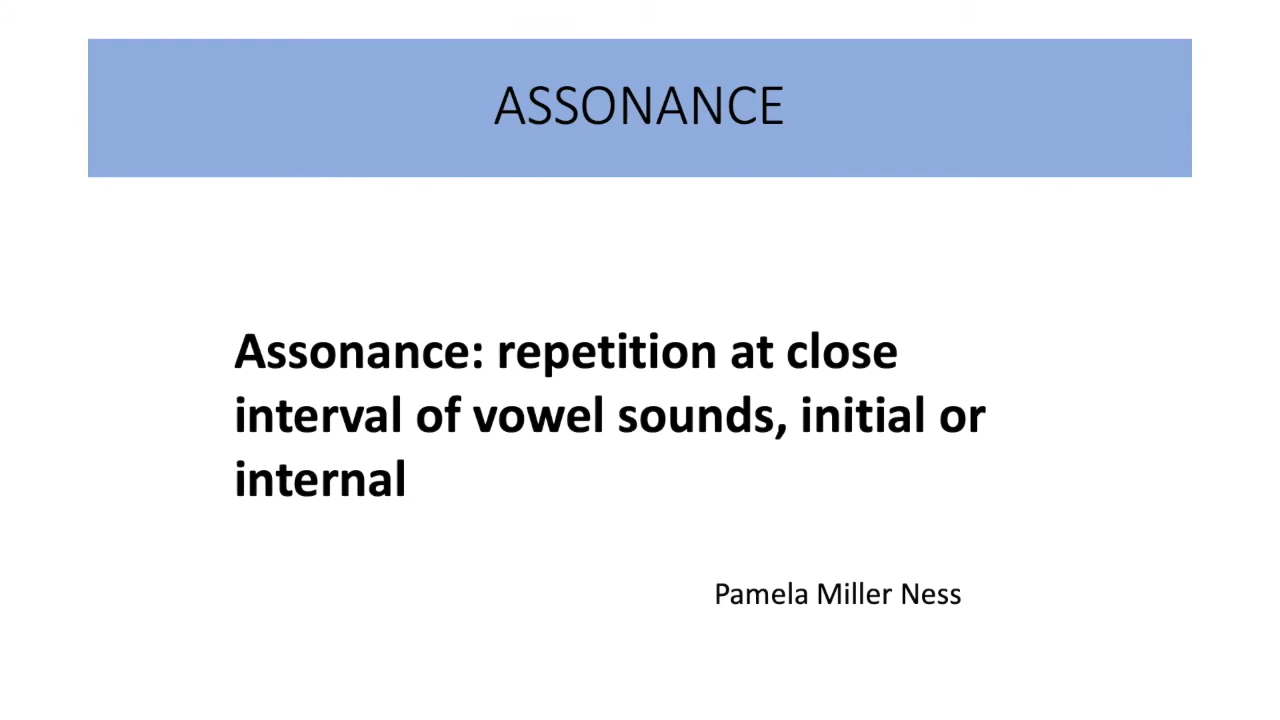 ASSONANCE
Assonance: repetition at close
interval of vowel sounds, initial or
internal
Pamela Miller Ness